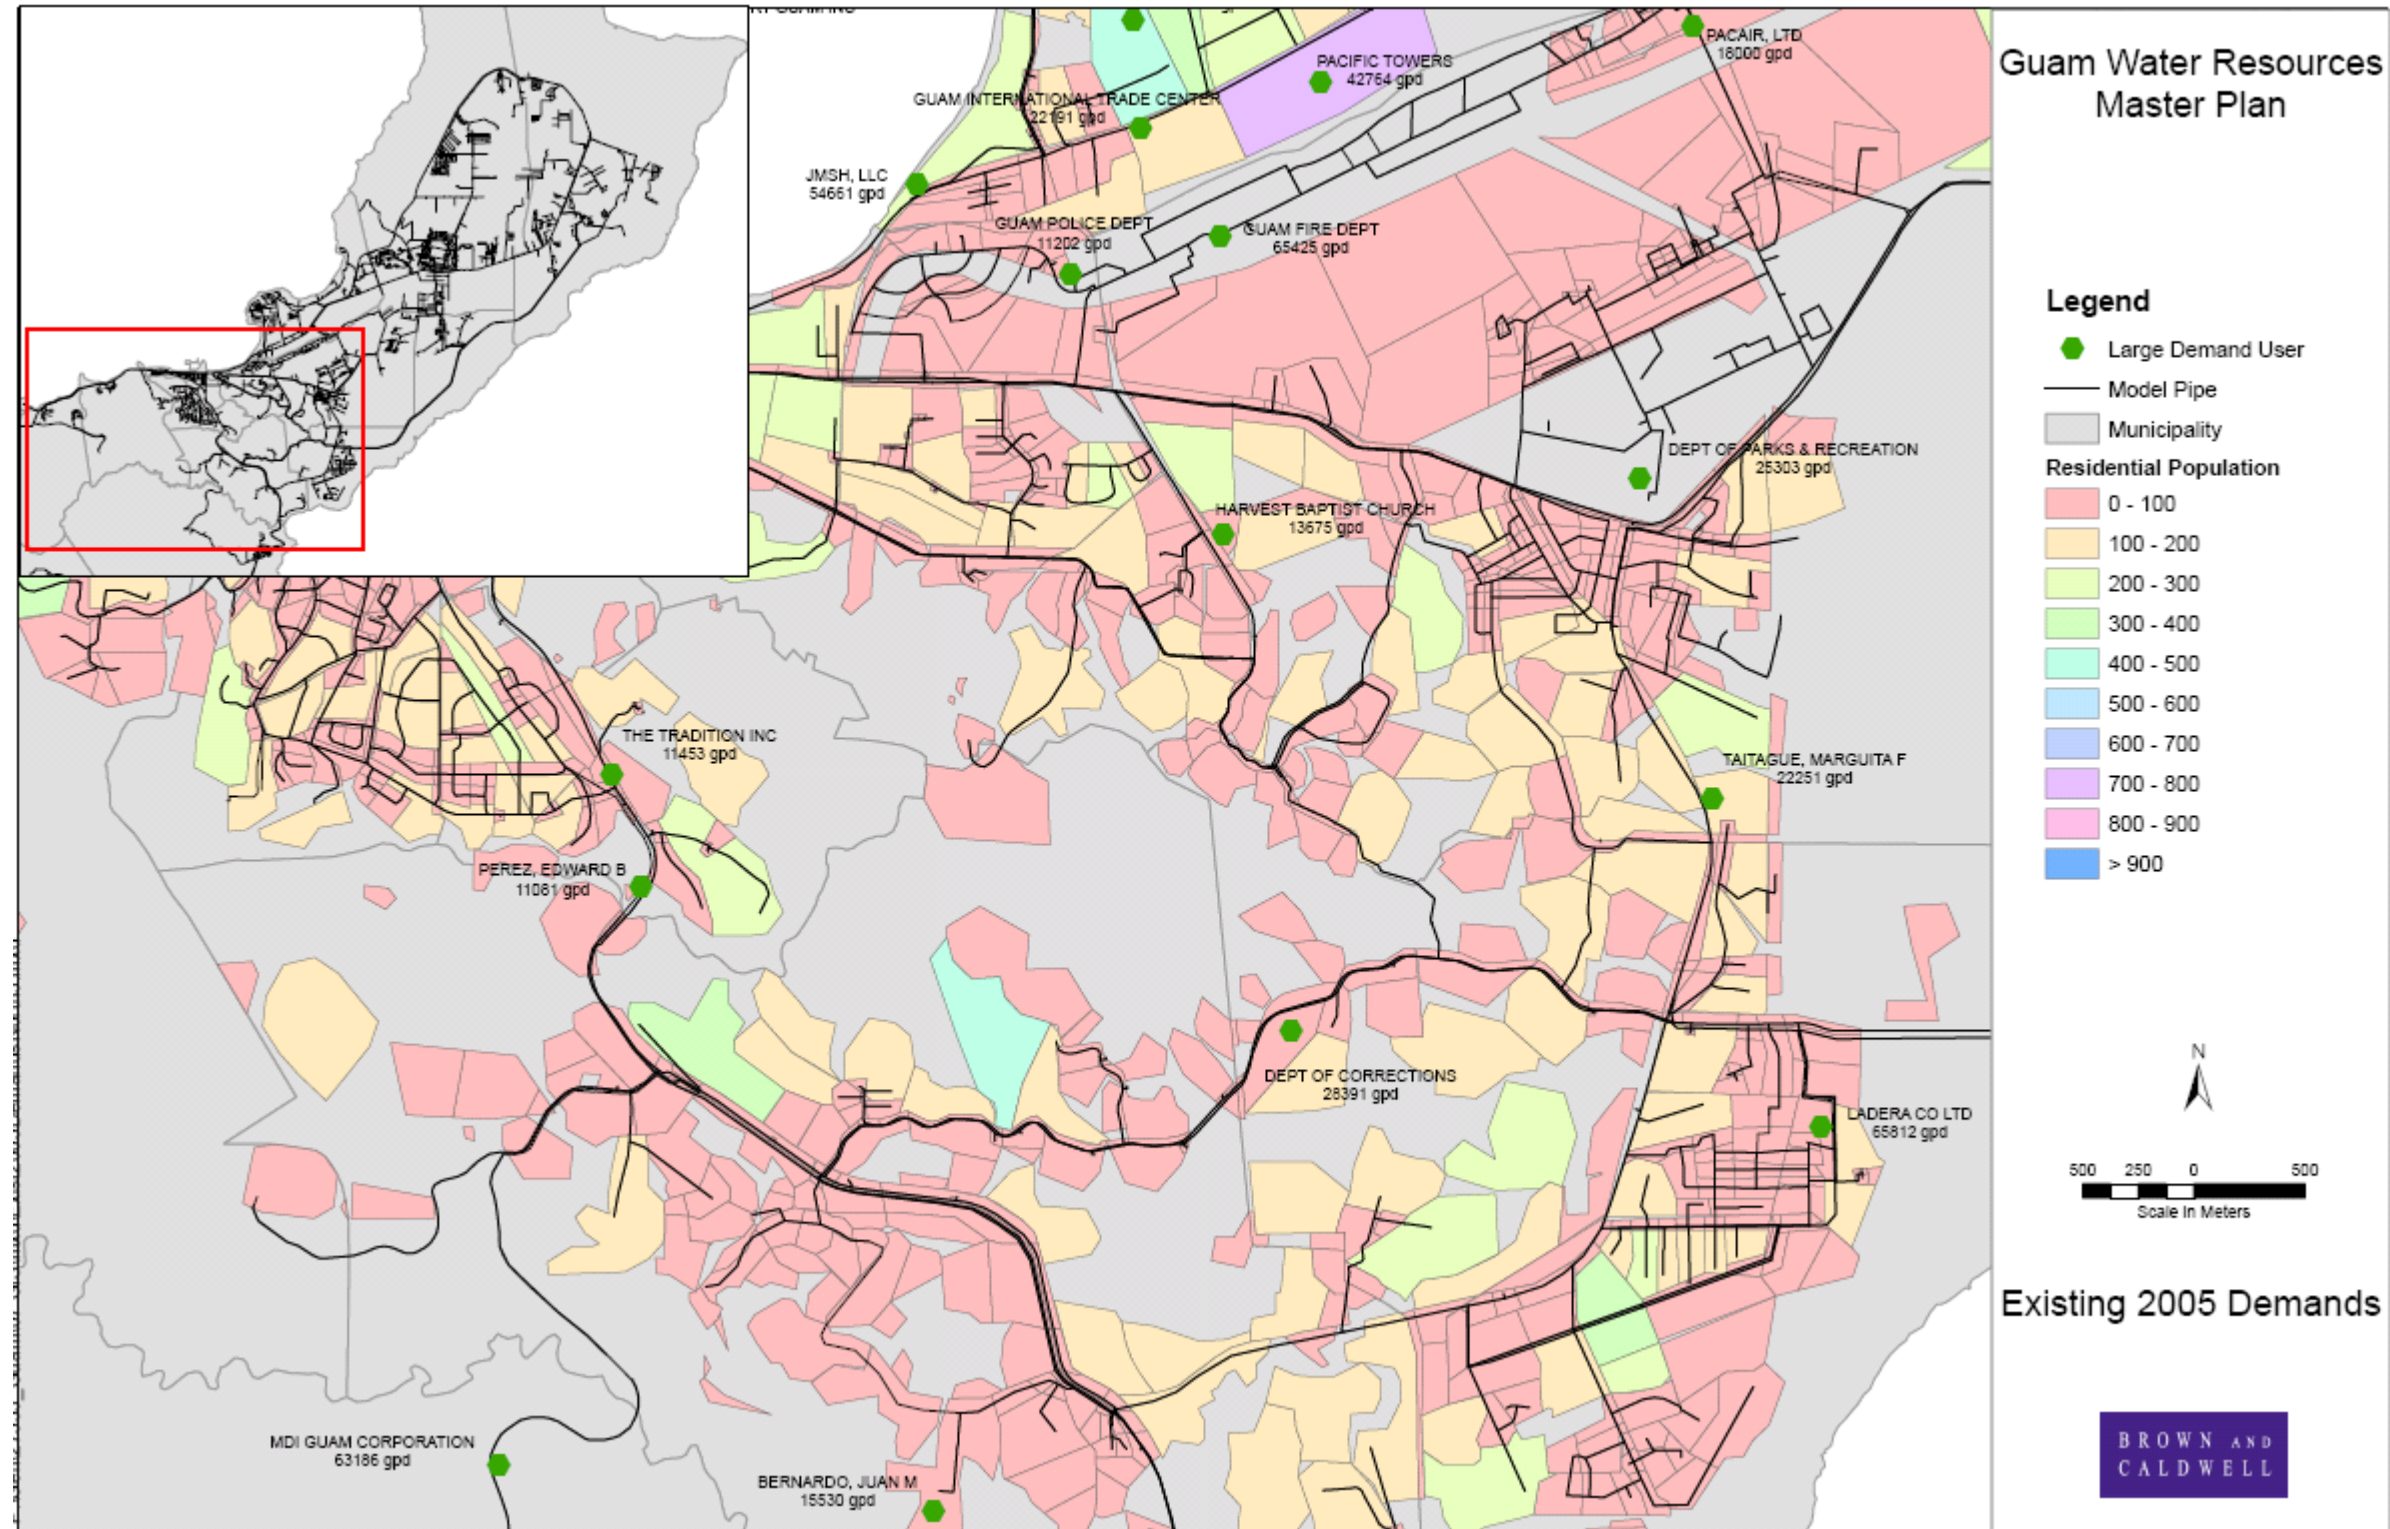 PACAIR, LTD
18000 gpd
PACIFIC TOWERS
42764 gpd
GUAM INTERNATIONAL TRADE CENTER
22191 gpd
JMSH, LLC
54661 gpd
GUAM POLICE DEPT
11202 gpd
GUAM FIRE DEPT
65425 gpd
DEPT OF PARKS & RECREATION
25303 gpd
HARVEST BAPTIST CHURCH
13675 gpd
THE TRADITION INC
11453 gpd
TAITAGUE, MARGUITA F
22251 gpd
PEREZ, EDWARD B
11081 gpd
DEPT OF CORRECTIONS
28391 gpd
LADERA CO LTD
65812 gpd
MDI GUAM CORPORATION
63186 gpd
BERNARDO, JUAN M
15530 gpd
Guam Water Resources
Master Plan
Legend
Large Demand User
Model Pipe
Municipality
Residential Population
0 - 100
100 - 200
200 - 300
300 - 400
400 - 500
500 - 600
600 - 700
700 - 800
800 - 900
> 900
N
500 250 0 500
Scale In Meters
Existing 2005 Demands
BROWN AND
CALDWELL